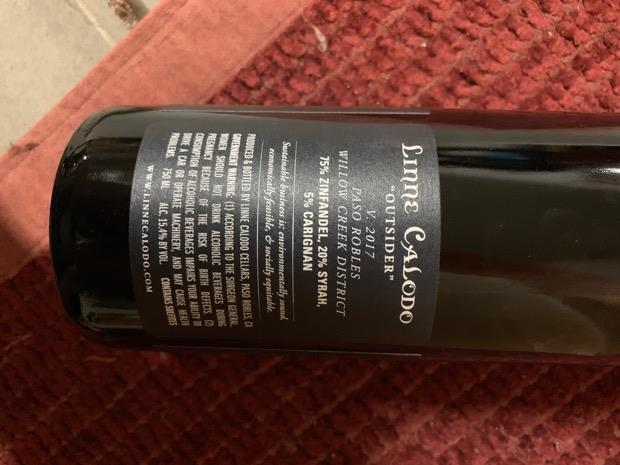 LINNE CALODO
"OUTSIDER"
V. 2017
PASO ROBLES
WILLOW CREEK DISTRICT
75% ZINFANDEL, 20% SYRAH,
5% CARIGNAN
Sustainable business is; environmentally sound,
economically feasible, & socially equitable.
PRODUCED & BOTTLED BY LINNE CALODO CELLARS, PASO ROBLES, CA
GOVERNMENT WARNING: (1) ACCORDING TO THE SURGEON GENERAL,
WOMEN SHOULD NOT DRINK ALCOHOLIC BEVERAGES DURING
PREGNANCY BECAUSE OF THE RISK OF BIRTH DEFECTS. (2)
CONSUMPTION OF ALCOHOLIC BEVERAGES IMPAIRS YOUR ABILITY TO
DRIVE A CAR OR OPERATE MACHINERY AND MAY CAUSE HEALTH
PROBLEMS. CONTAINS SULFITES
750 ML ALC. 15.4% BY VOL.
WWW.LINNECALODO.COM